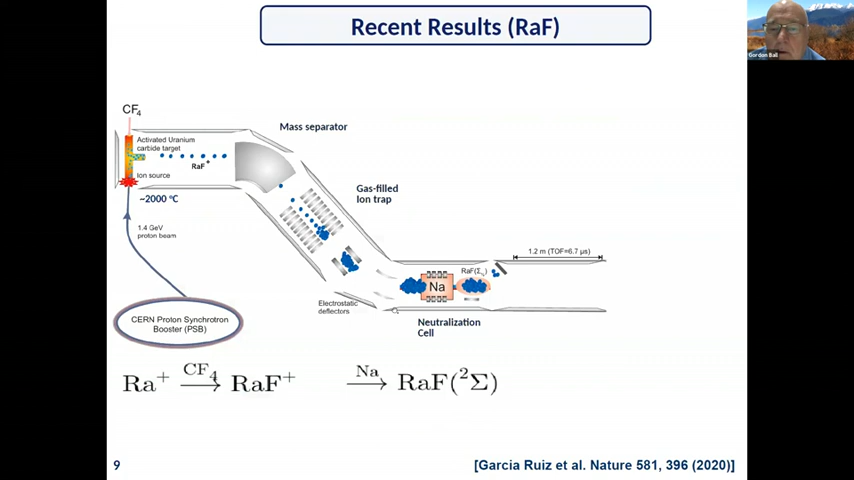 Recent Results (RaF)
Gordon Ball
CF4
Mass separator
Activated Uranium
carbide target
RaF+
Ion source
~2000 °C
Gas-filled
Ion trap
1.4 GeV
proton beam
1.2 m (TOF=6.7 µs)
Na
Electrostatic
deflectors
CERN Proton Synchrotron
Booster (PSB)
Neutralization
Cell
Ra+ CF4 → RaF+ Na → RaF(2Σ)
9
[Garcia Ruiz et al. Nature 581, 396 (2020)]